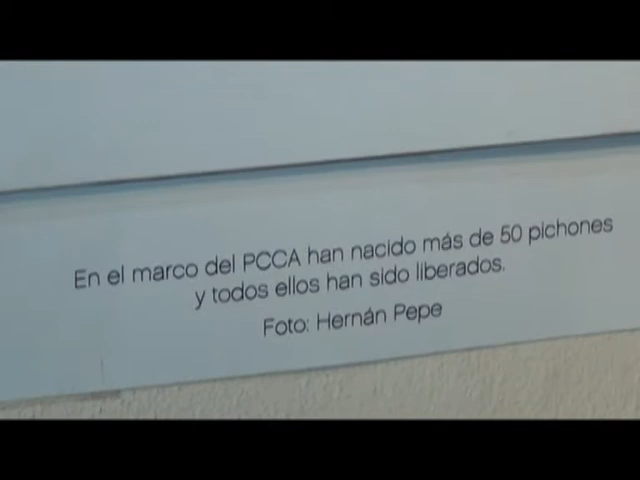 En el marco del PCCA han nacido más de 50 pichones
y todos ellos han sido liberados.
Foto: Hernán Pepe